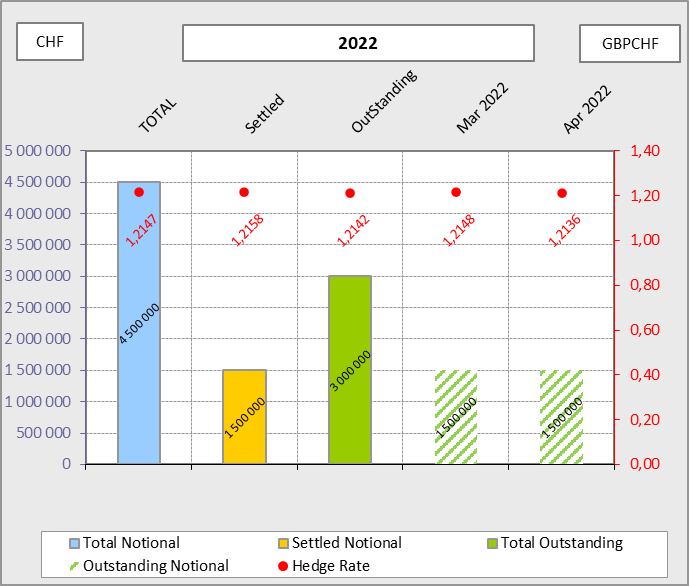 CHF
2022
GBPCHF
TOTAL
Settled
OutStanding
Mar 2022
Apr 2022
5 000 000
4 500 000
4 000 000
3 500 000
3 000 000
2 500 000
2 000 000
1 500 000
1 000 000
500 000
0
1,40
1,20
1,00
0,80
0,60
0,40
0,20
0,00
1,2147
1,2158
1,2142
1,2148
1,2136
4 500 000
1 500 000
3 000 000
1 500 000
1 500 000
Total Notional
Settled Notional
Total Outstanding
Outstanding Notional
Hedge Rate